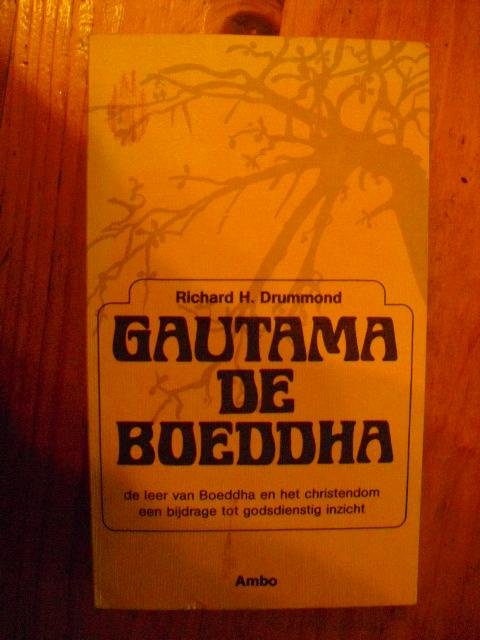 Richard H. Drummond
GAUTAMA
DE
BOEDDHA
de leer van Boeddha en het christendom
een bijdrage tot godsdienstig inzicht
Ambo